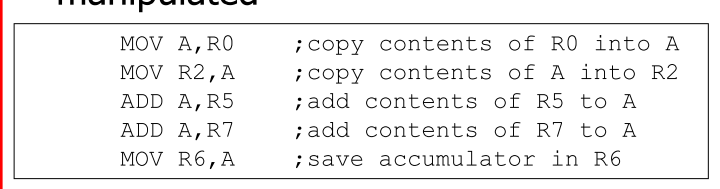 manipulated
MOV A,R0 ;copy contents of R0 into A
MOV R2,A ;copy contents of A into R2
ADD A,R5 ;add contents of R5 to A
ADD A,R7 ;add contents of R7 to A
MOV R6,A ;save accumulator in R6